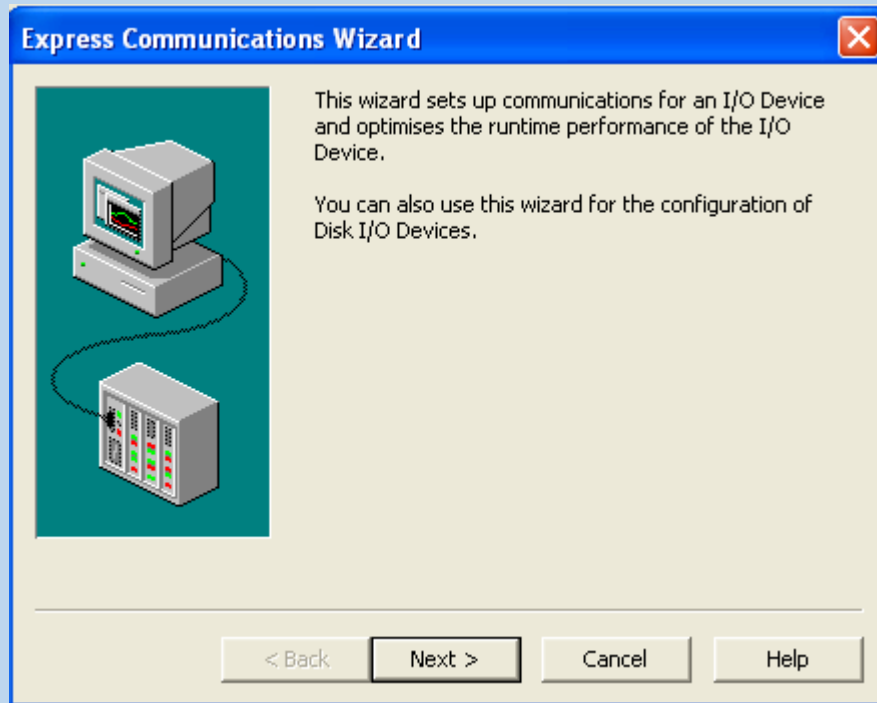 Express Communications Wizard
This wizard sets up communications for an I/O Device
and optimises the runtime performance of the I/O
Device.
You can also use this wizard for the configuration of
Disk I/O Devices.
< Back
Next >
Cancel
Help